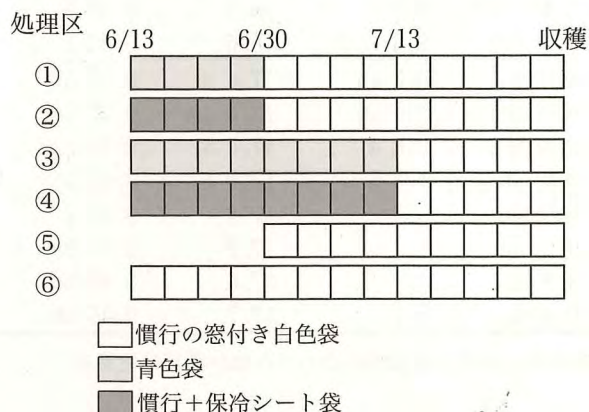 処理区
6/13 6/30 7/13 収穫
①
②
③
④
⑤
⑥
慣行の窓付き白色袋
青色袋
慣行＋保冷シート袋